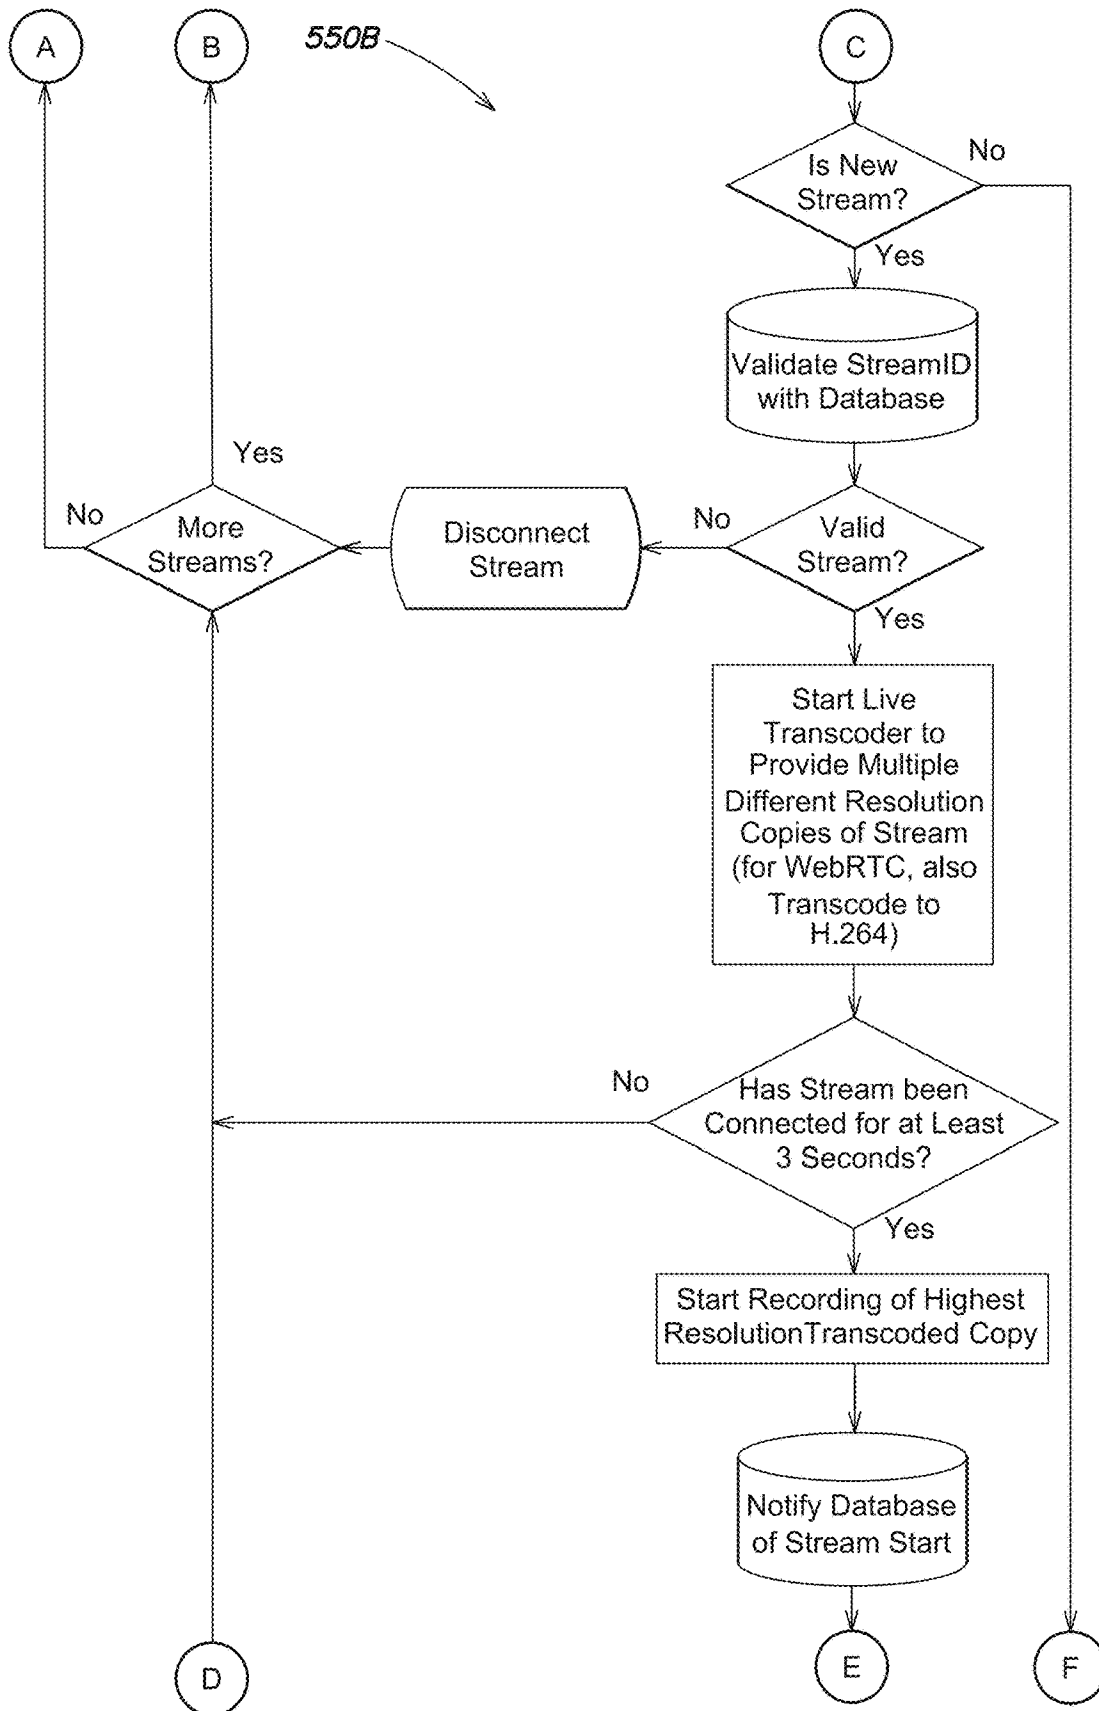 A
B
550B
C
Is New
Stream?
No
Yes
Validate StreamID
with Database
Yes
No
More
Streams?
Disconnect
Stream
No
Valid
Stream?
Yes
Start Live
Transcoder to
Provide Multiple
Different Resolution
Copies of Stream
(for WebRTC, also
Transcode to
H.264)
No
Has Stream been
Connected for at Least
3 Seconds?
Yes
Start Recording of Highest
ResolutionTranscoded Copy
Notify Database
of Stream Start
D
E
F